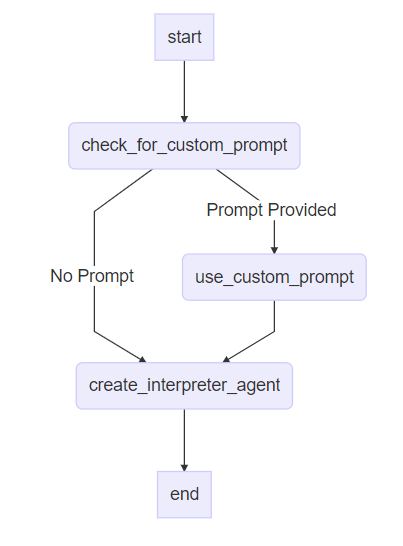 start
check_for_custom_prompt
Prompt Provided
No Prompt
use_custom_prompt
create_interpreter_agent
end